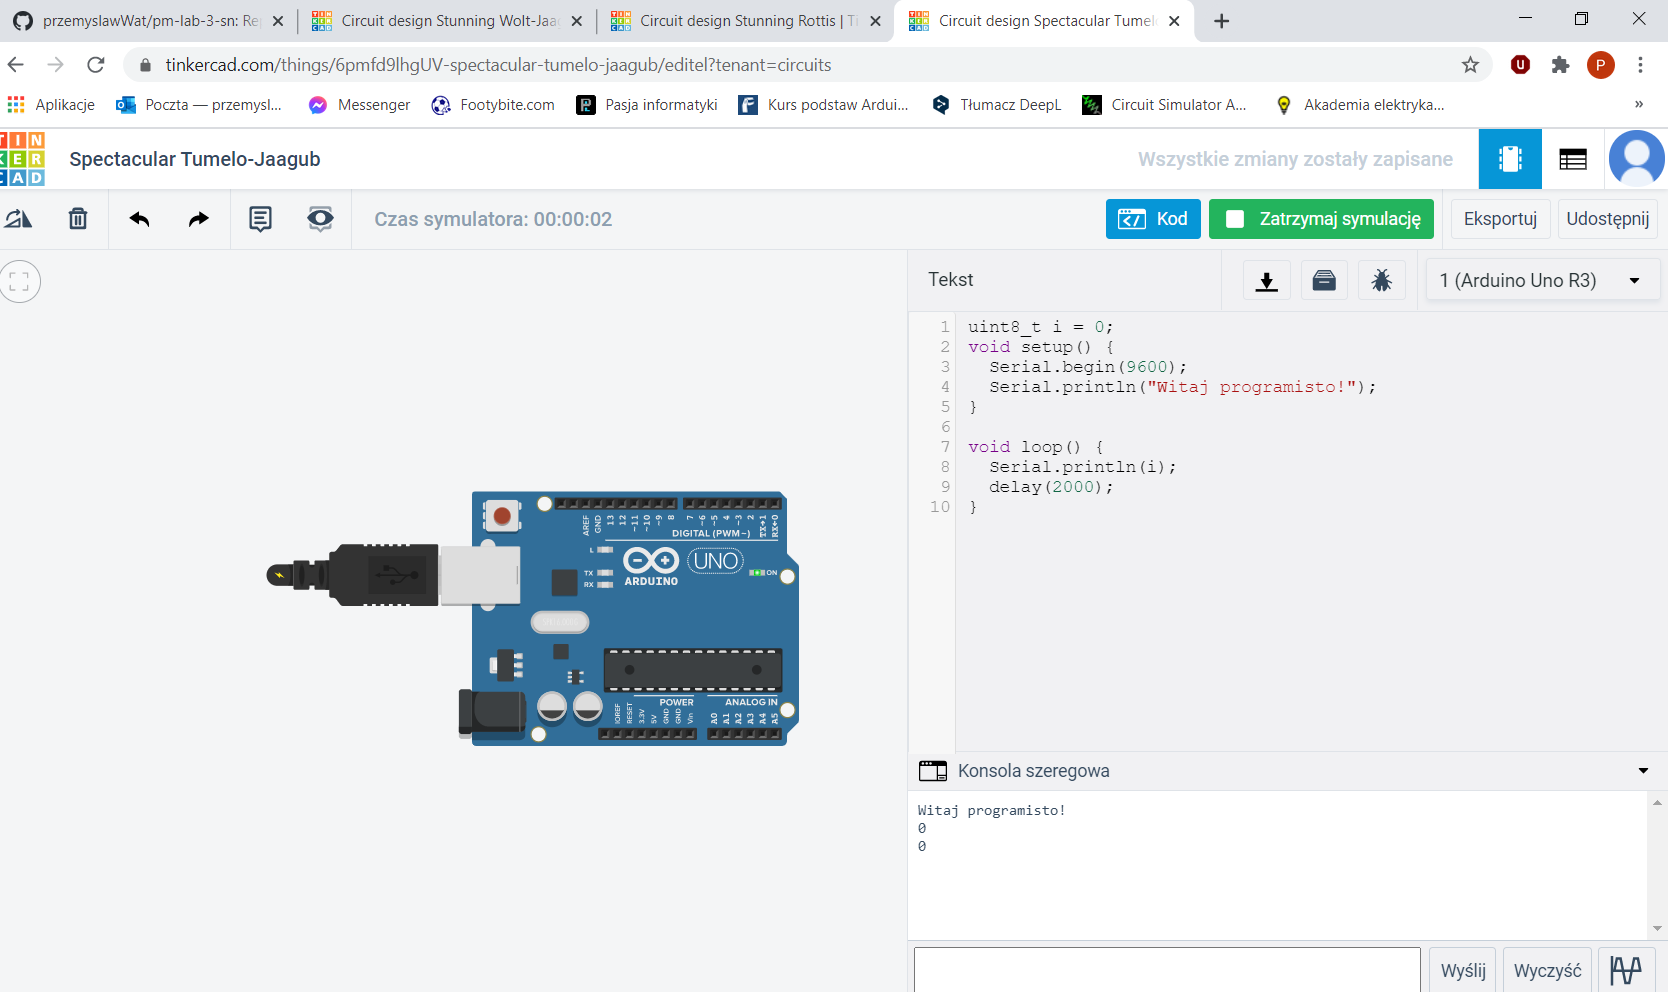 przemyslawWat/pm-lab-3-sn: Re
Circuit design Stunning Wolt-Jaa
Circuit design Stunning Rottis | Ti
Circuit design Spectacular Tumel
tinkercad.com/things/6pmfd9lhgUV-spectacular-tumelo-jaagub/editel?tenant=circuits
U
P
Aplikacje
Poczta — przemysl...
Messenger
Footybite.com
Pasja informatyki
Kurs podstaw Ardui...
Tłumacz DeepL
Circuit Simulator A...
Akademia elektryka...
»
TIN
KER
CAD
Spectacular Tumelo-Jaagub
Wszystkie zmiany zostały zapisane
Czas symulatora: 00:00:02
Kod
Zatrzymaj symulację
Eksportuj
Udostępnij
Tekst
1 (Arduino Uno R3)
1 uint8_t i = 0;
2 void setup() {
3 Serial.begin(9600);
4 Serial.println("Witaj programisto!");
5 }
6
7 void loop() {
8 Serial.println(i);
9 delay(2000);
10 }
AREF GND 13 12 ~11 ~10 ~9 8 7 ~6 ~5 4 ~3 2 TX→1 RX←0
DIGITAL (PWM~)
L
TX
RX
ARDUINO
UNO
ON
POWER
ANALOG IN
IOREF RESET 3.3V 5V GND GND Vin A0 A1 A2 A3 A4 A5
Konsola szeregowa
Witaj programisto!
0
0
Wyślij
Wyczyść